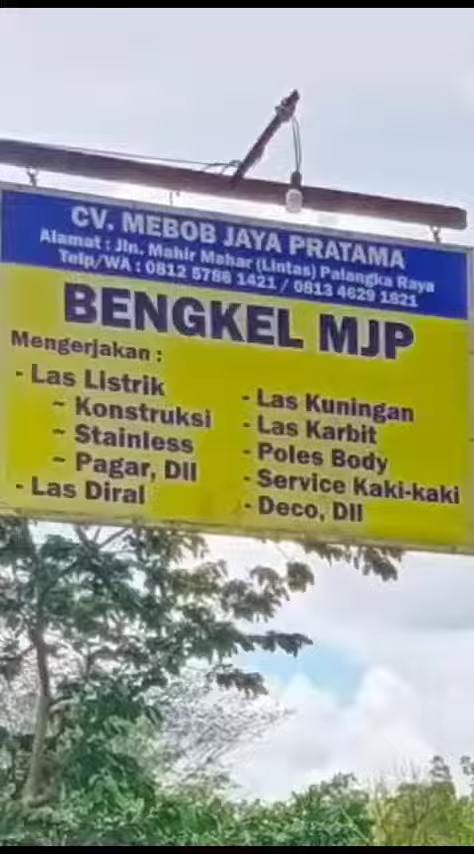 CV. MEBOB JAYA PRATAMA
Alamat : Jln. Mahir Mahar (Lintas) Palangka Raya
Telp/WA : 0812 5786 1421 / 0813 4629 1821
BENGKEL MJP
Mengerjakan :
- Las Listrik
~ Konstruksi
~ Stainless
~ Pagar, Dll
- Las Diral
- Las Kuningan
- Las Karbit
- Poles Body
- Service Kaki-kaki
- Deco, Dll